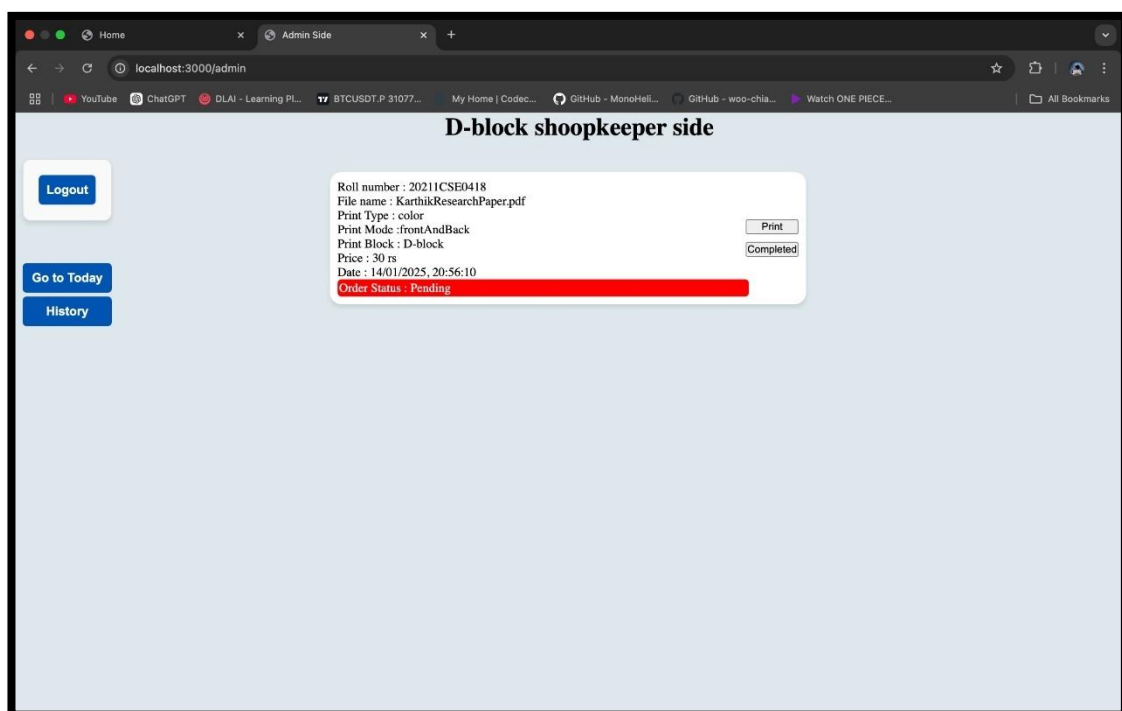 Home
Admin Side
localhost:3000/admin
YouTube
ChatGPT
DLAI - Learning Pl...
BTCUSDT.P 31077...
My Home | Codec...
GitHub - MonoHeli...
GitHub - woo-chia...
Watch ONE PIECE...
All Bookmarks
D-block shoopkeeper side
Logout
Go to Today
History
Roll number : 20211CSE0418
File name : KarthikResearchPaper.pdf
Print Type : color
Print Mode :frontAndBack
Print Block : D-block
Price : 30 rs
Date : 14/01/2025, 20:56:10
Order Status : Pending
Print
Completed